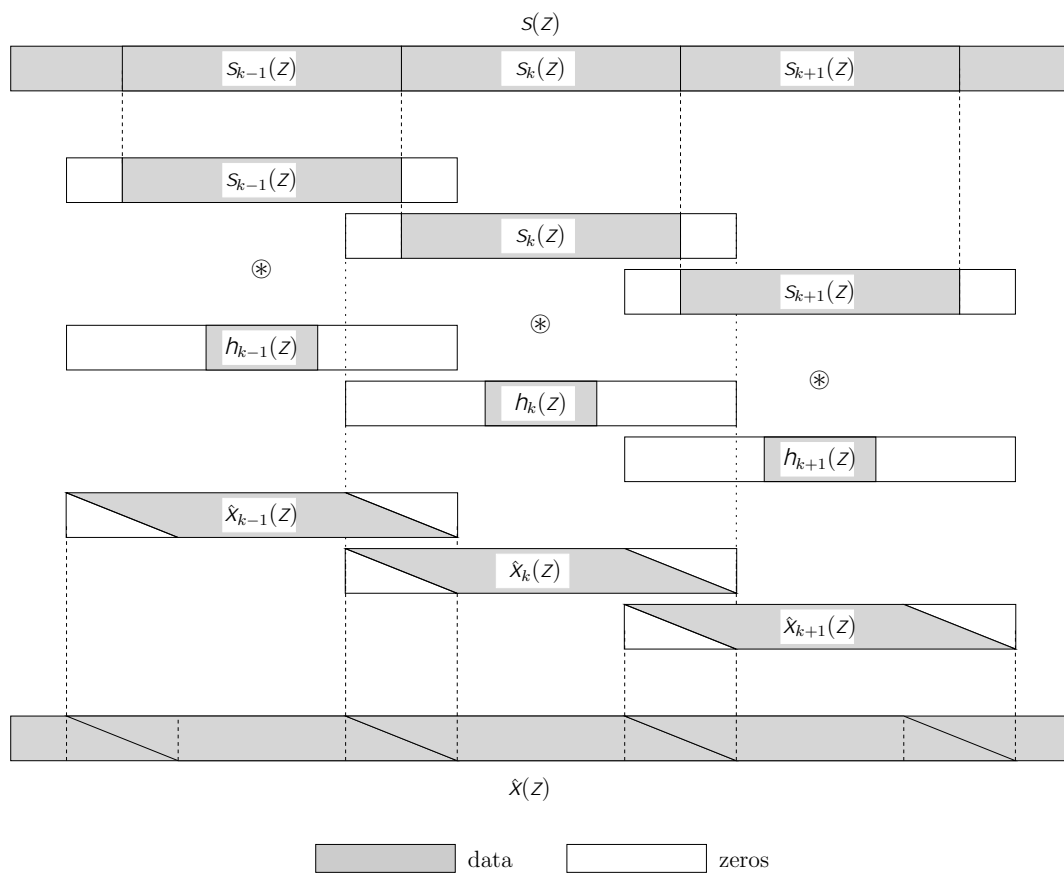 s(z)
s_{k−1}(z) s_k(z) s_{k+1}(z)
s_{k−1}(z)
s_k(z)
⊛
s_{k+1}(z)
⊛
h_{k−1}(z)
⊛
h_k(z)
h_{k+1}(z)
x̂_{k−1}(z)
x̂_k(z)
x̂_{k+1}(z)
x̂(z)
data zeros